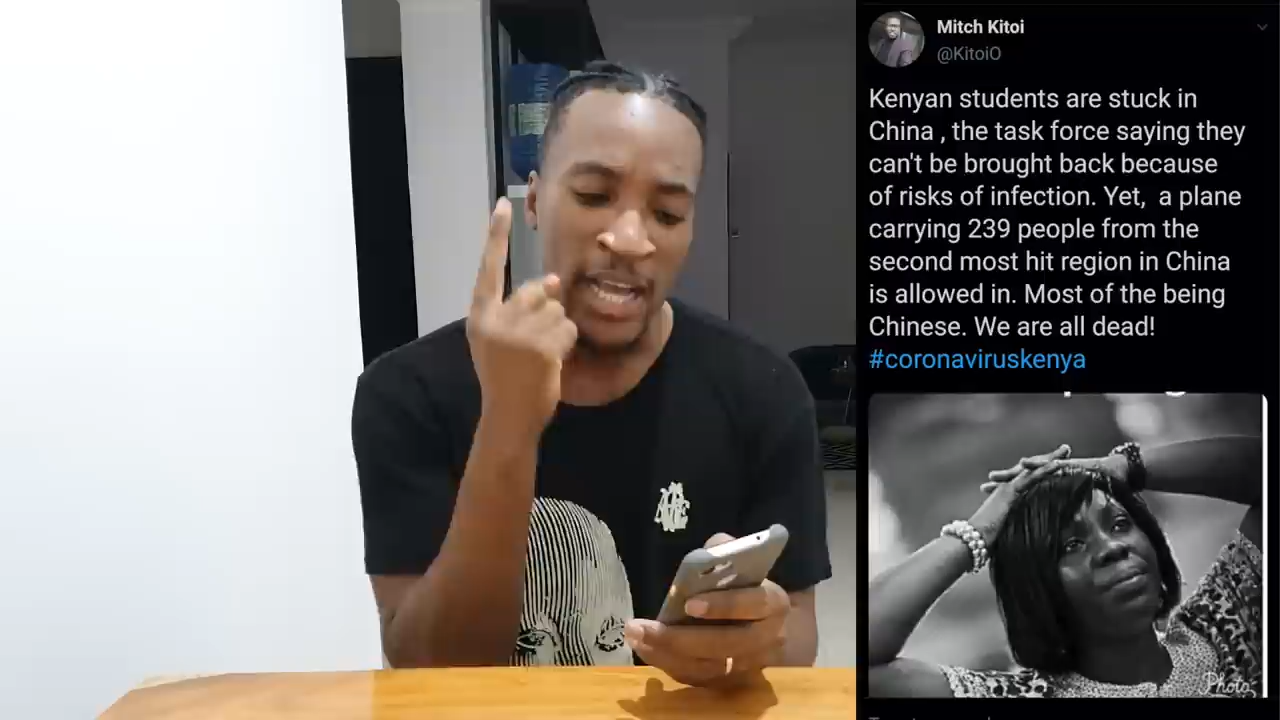 Mitch Kitoi
@KitoiO
Kenyan students are stuck in
China , the task force saying they
can't be brought back because
of risks of infection. Yet, a plane
carrying 239 people from the
second most hit region in China
is allowed in. Most of the being
Chinese. We are all dead!
#coronaviruskenya
Photo